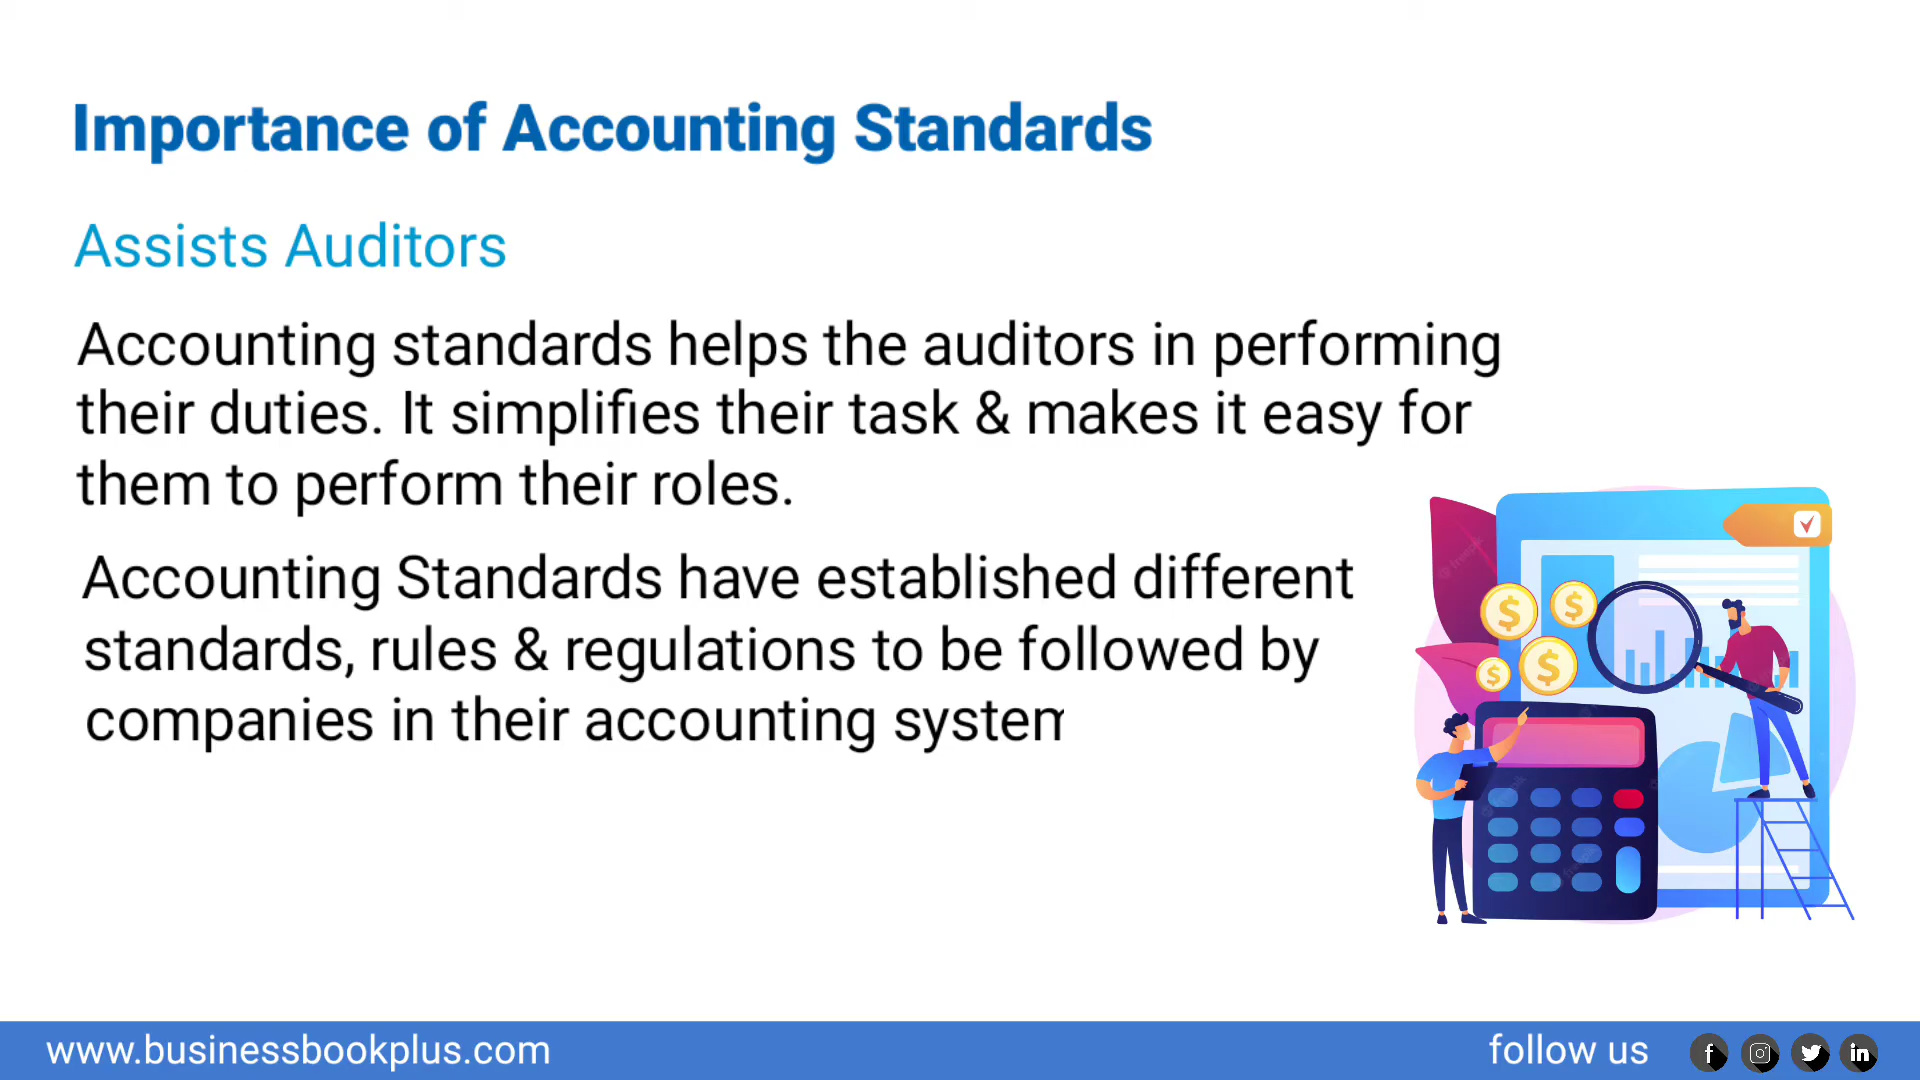 Importance of Accounting Standards
Assists Auditors
Accounting standards helps the auditors in performing
their duties. It simplifies their task & makes it easy for
them to perform their roles.
Accounting Standards have established different
standards, rules & regulations to be followed by
companies in their accounting system
www.businessbookplus.com
follow us